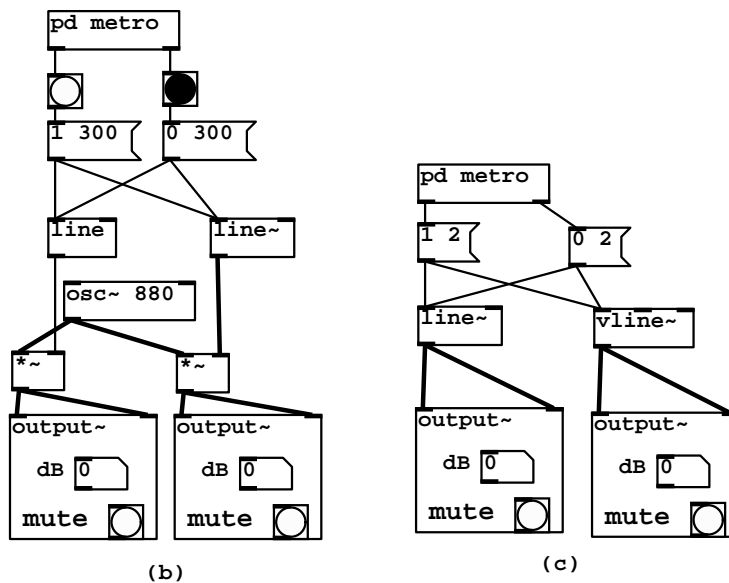 pd metro
1 300
0 300
line
line~
osc~ 880
*~
*~
output~
dB
0
mute
output~
dB
0
mute
(b)
pd metro
1 2
0 2
line~
vline~
output~
dB
0
mute
output~
dB
0
mute
(c)